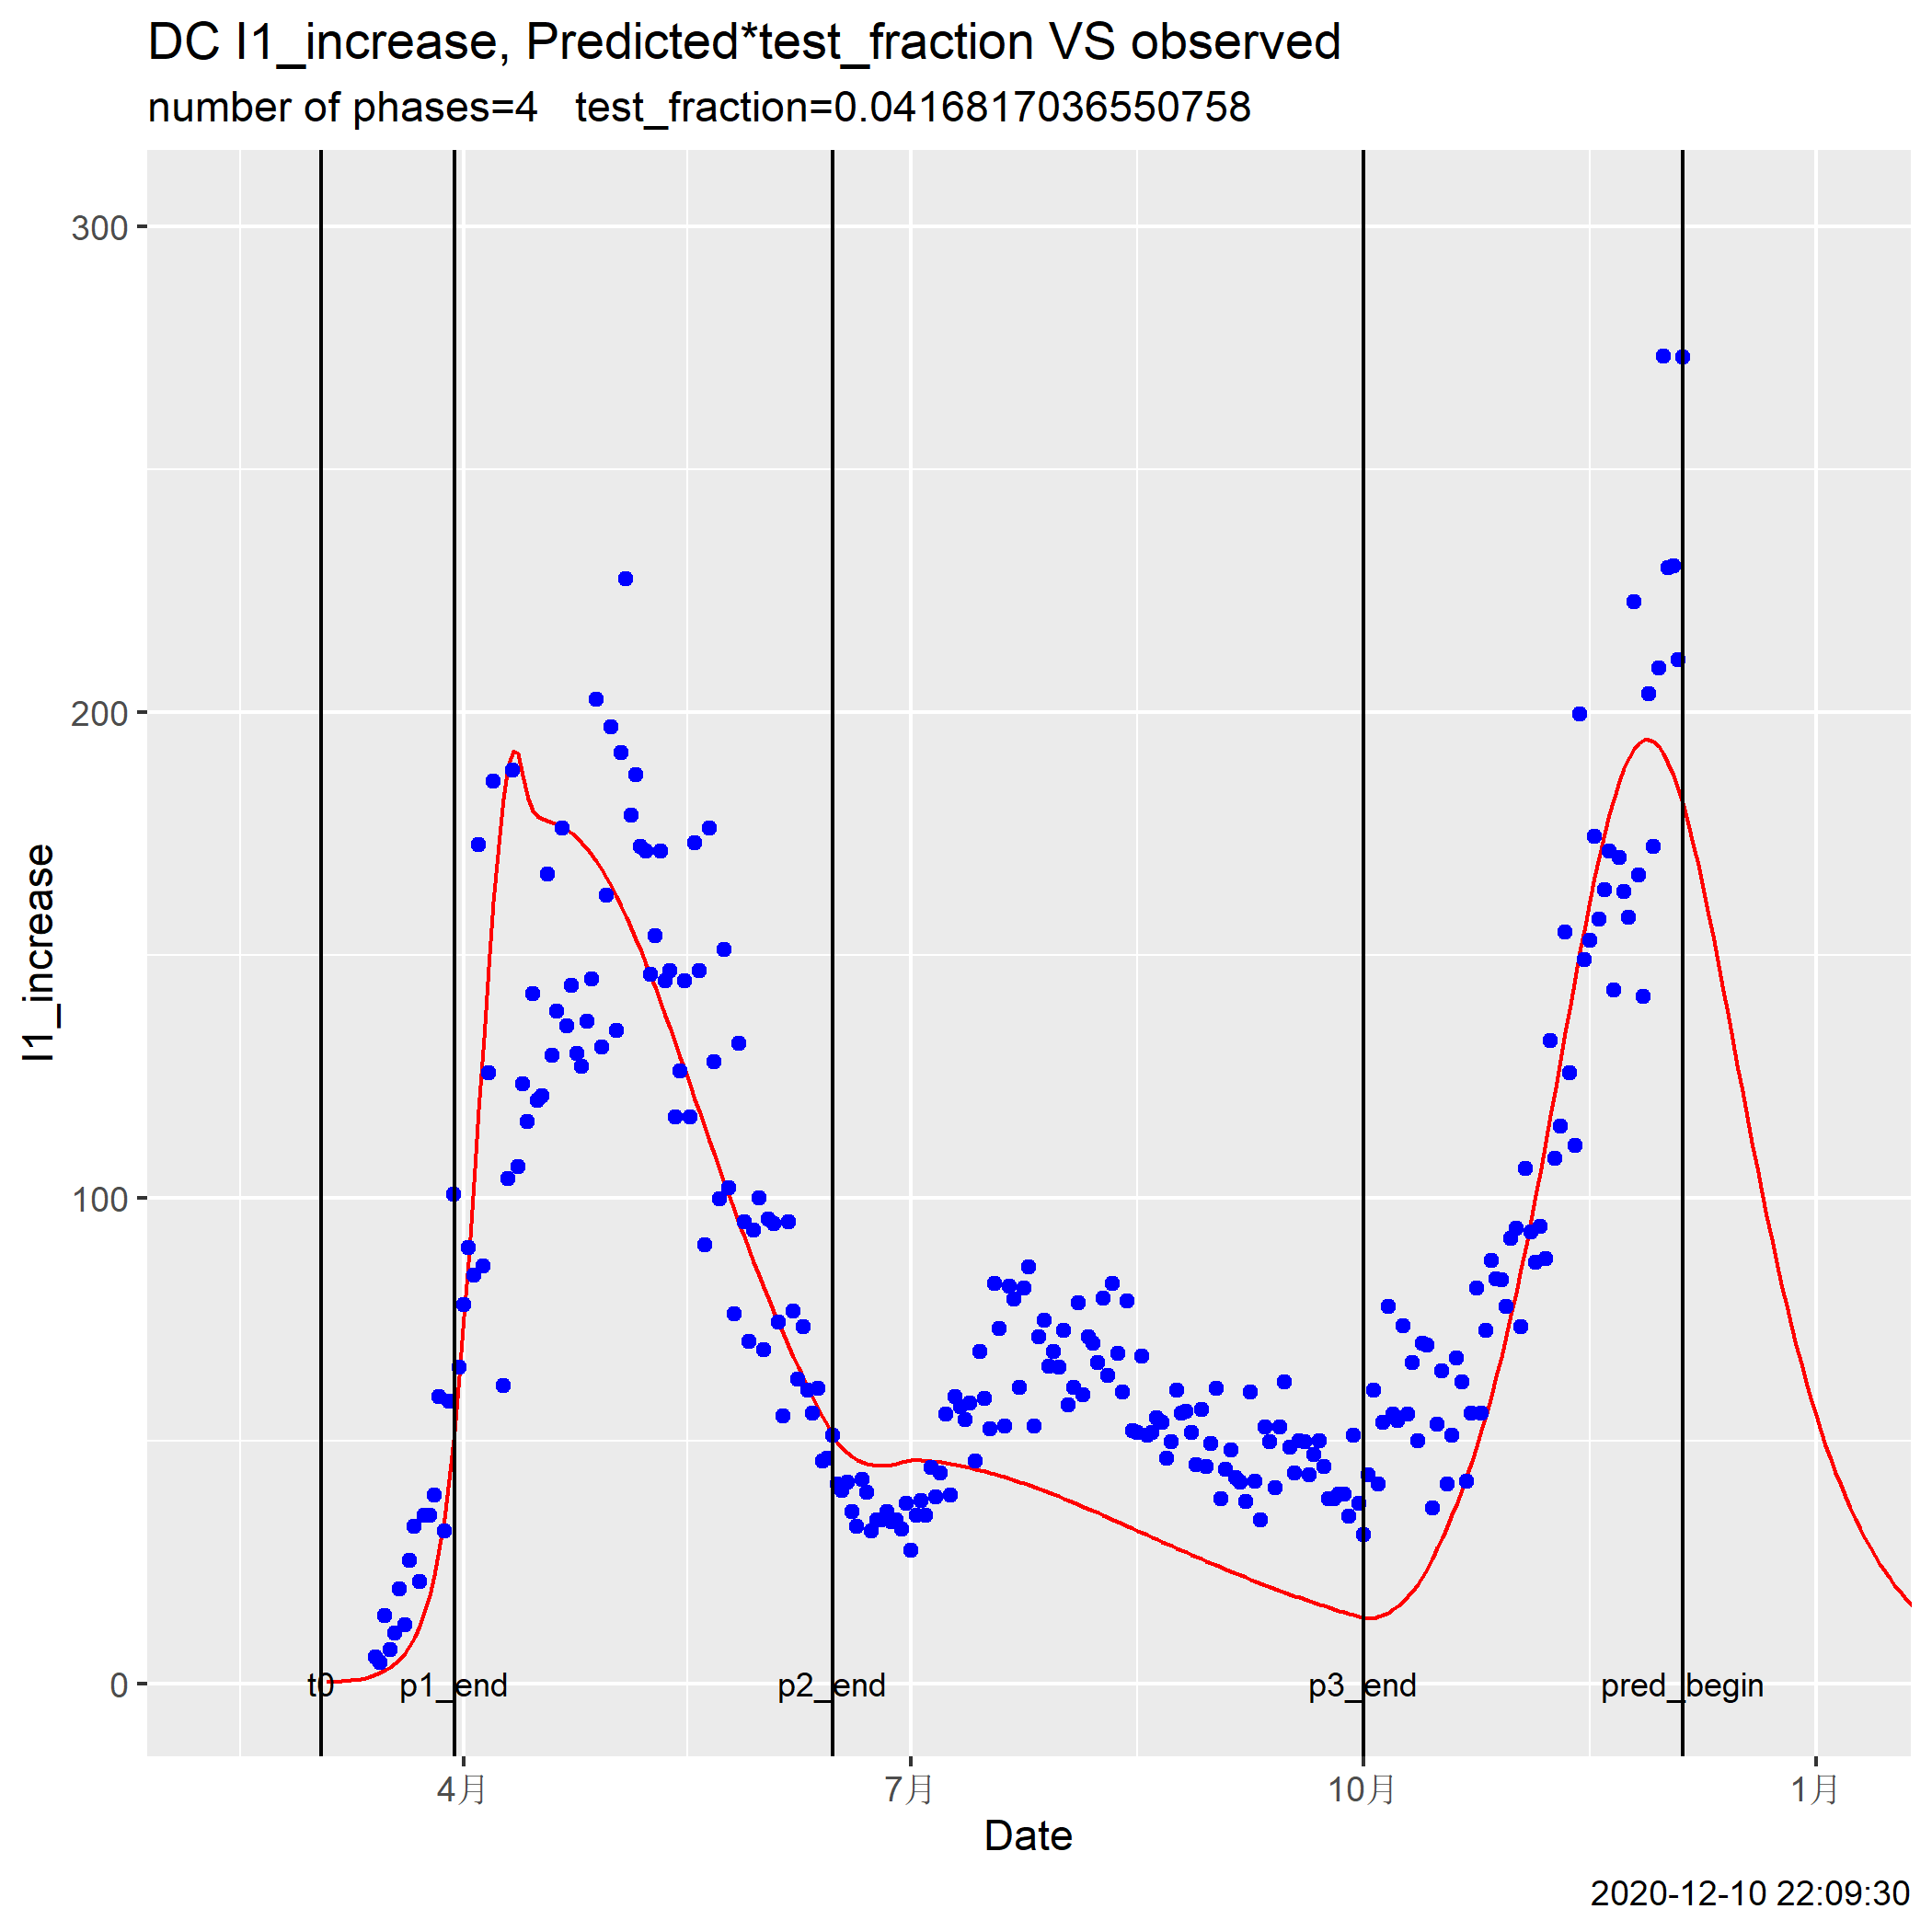 DC I1_increase, Predicted*test_fraction VS observed
number of phases=4   test_fraction=0.0416817036550758
I1_increase
300
200
100
0
t0
p1_end
p2_end
p3_end
pred_begin
4月
7月
10月
1月
Date
2020-12-10 22:09:30